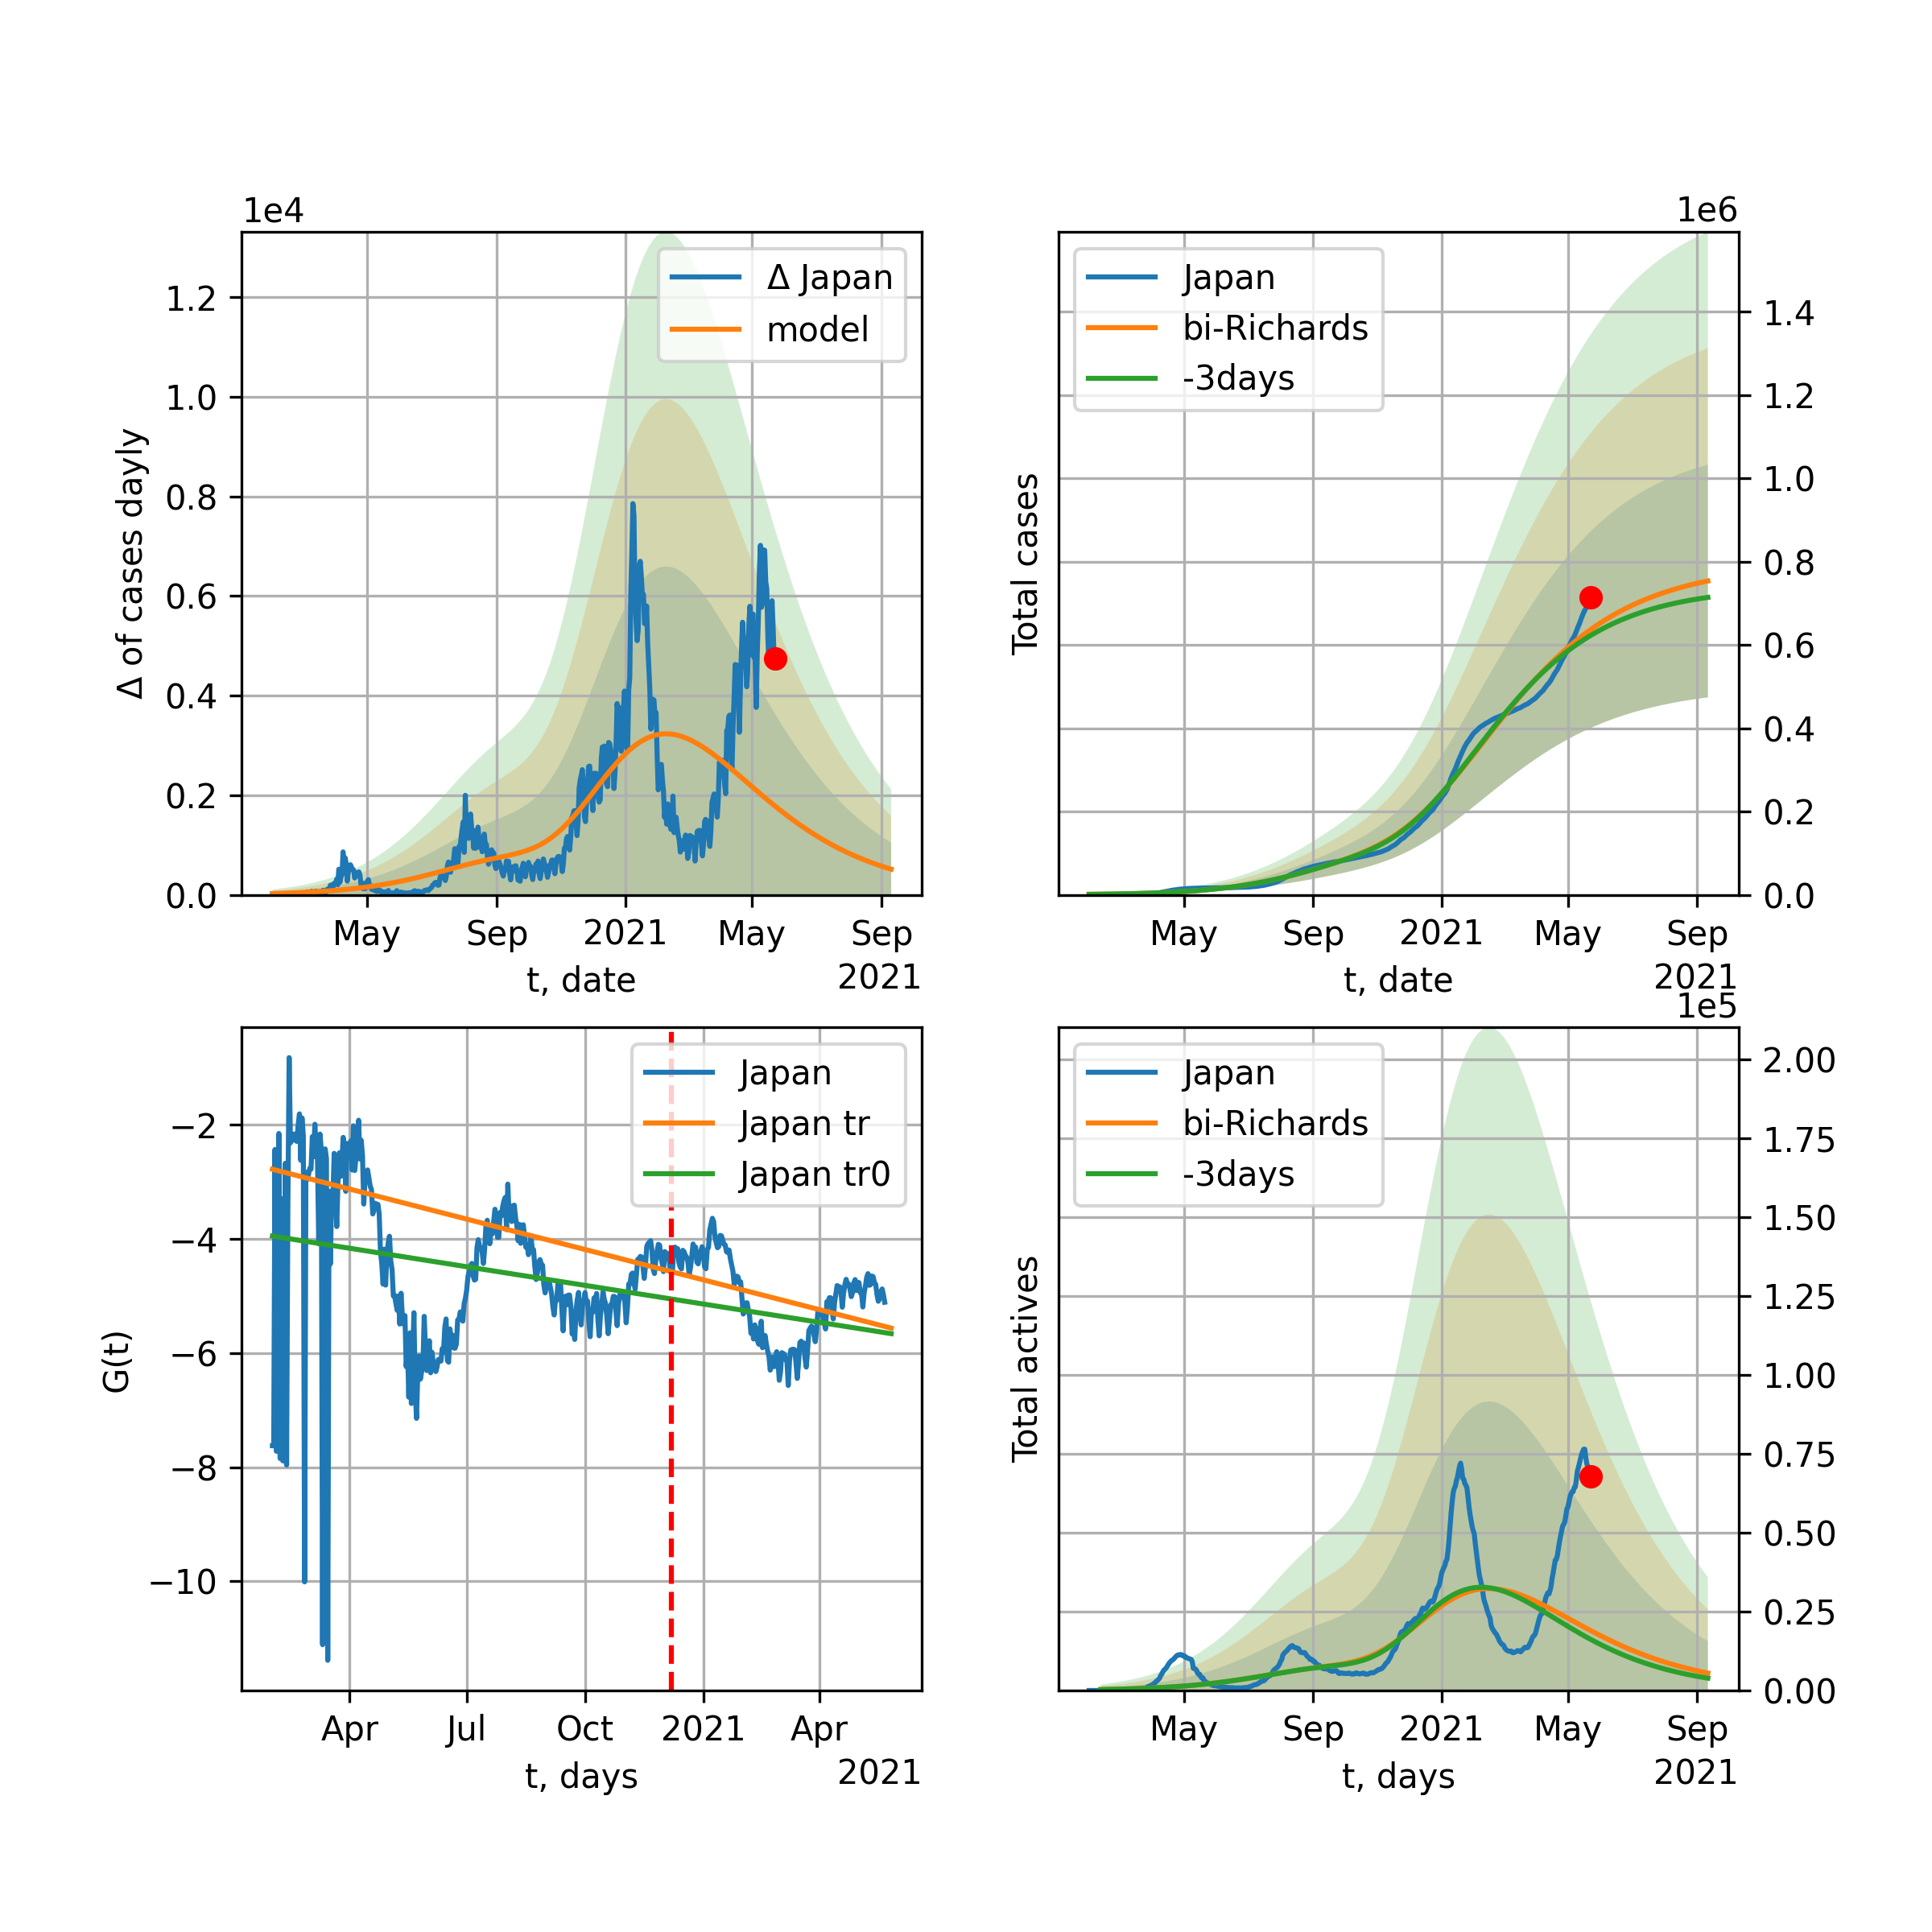 1e4
Δ of cases dayly
1.2
1.0
0.8
0.6
0.4
0.2
0.0
Δ Japan
model
May Sep 2021 May Sep
t, date
2021
1e6
Total cases
Japan
bi-Richards
-3days
1.4
1.2
1.0
0.8
0.6
0.4
0.2
0.0
May Sep 2021 May Sep
t, date
2021
G(t)
−2
−4
−6
−8
−10
Japan
Japan tr
Japan tr0
Apr Jul Oct 2021 Apr
t, days
2021
1e5
Total actives
Japan
bi-Richards
-3days
2.00
1.75
1.50
1.25
1.00
0.75
0.50
0.25
0.00
May Sep 2021 May Sep
t, days
2021